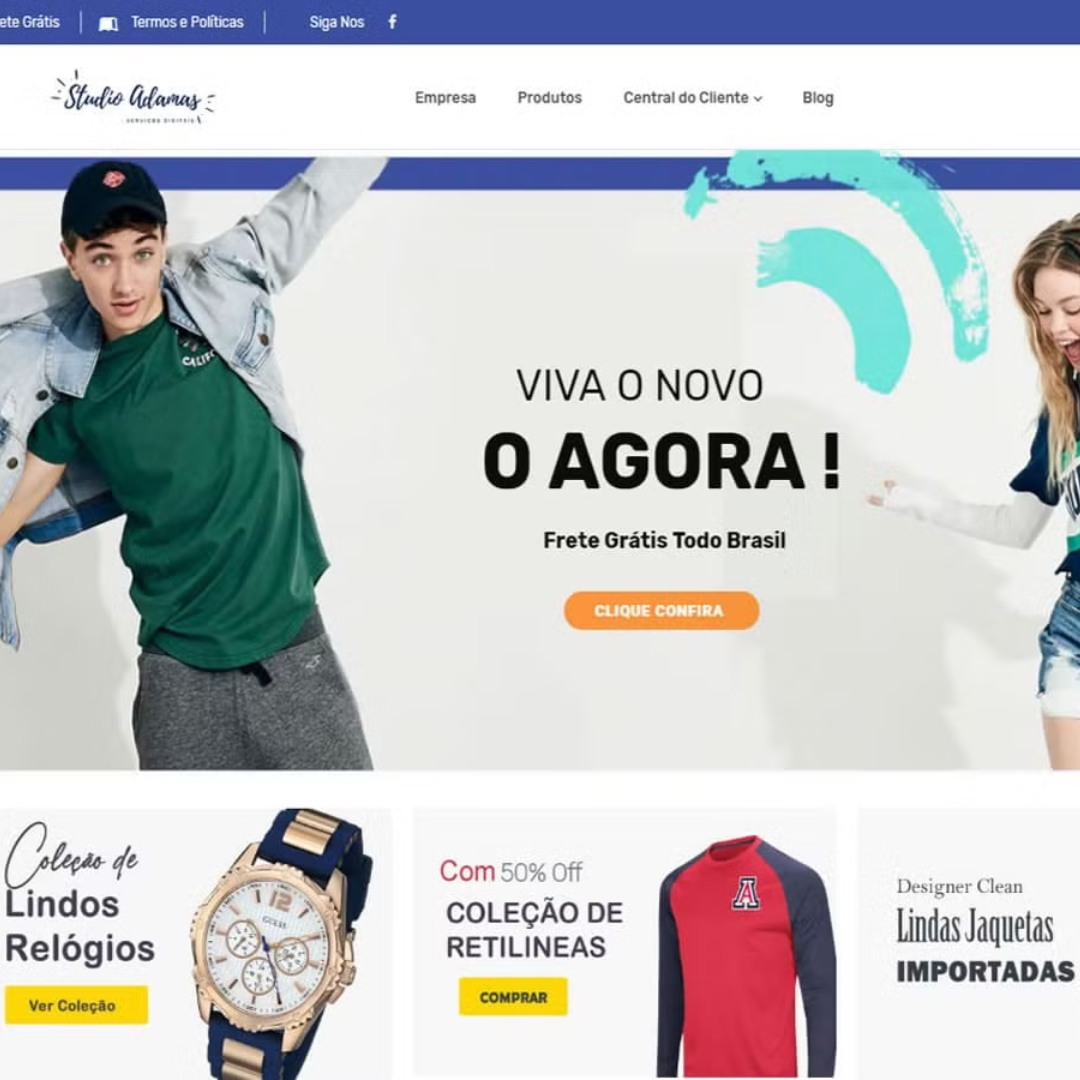 ete Grátis
Termos e Políticas
Siga Nos
Studio Adamas
SERVIÇOS DIGITAIS
Empresa
Produtos
Central do Cliente
Blog
CALIFO
VIVA O NOVO
O AGORA !
Frete Grátis Todo Brasil
CLIQUE CONFIRA
Coleção de
Lindos
Relógios
Ver Coleção
GUESS
Com 50% Off
COLEÇÃO DE
RETILINEAS
COMPRAR
A
Designer Clean
Lindas Jaquetas
IMPORTADAS